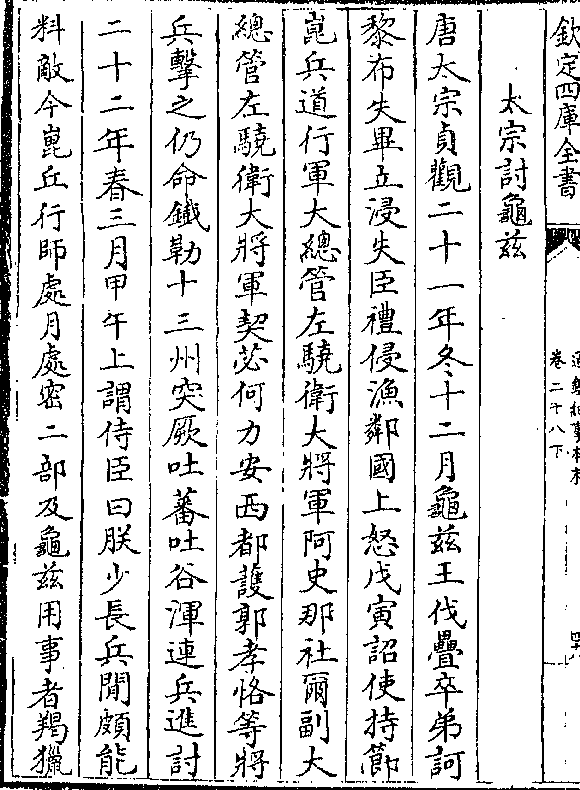 欽定四庫全書
卷二十八下
太宗討龜茲
唐太宗貞觀二十一年冬十二月龜茲王伐疊卒弟訶
黎布失畢立浸失臣禮侵漁鄰國上怒戊寅詔使持節
崑兵道行軍大總管左驍衛大將軍阿史那社爾副大
總管左驍衛大將軍契苾何力安西都護郭孝恪等將
兵擊之仍命鐵勒十三州突厥吐蕃吐谷渾連兵進討
二十二年春三月甲午上謂侍臣曰朕少長兵間頗能
料敵今崑丘行師處月處密二部及龜茲用事者羯獵